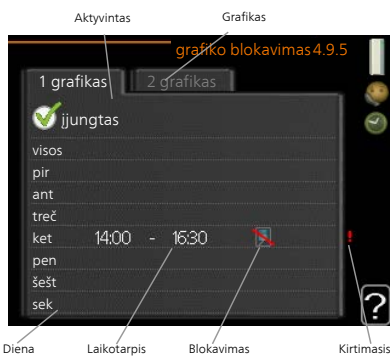 Aktyvintas Grafikas
grafiko blokavimas 4.9.5
1 grafikas 2 grafikas
įjungtas
visos
pir
ant
treč
ket 14:00 - 16:30
pen
šešt
sek
?
Diena Laikotarpis Blokavimas Kirtimasis